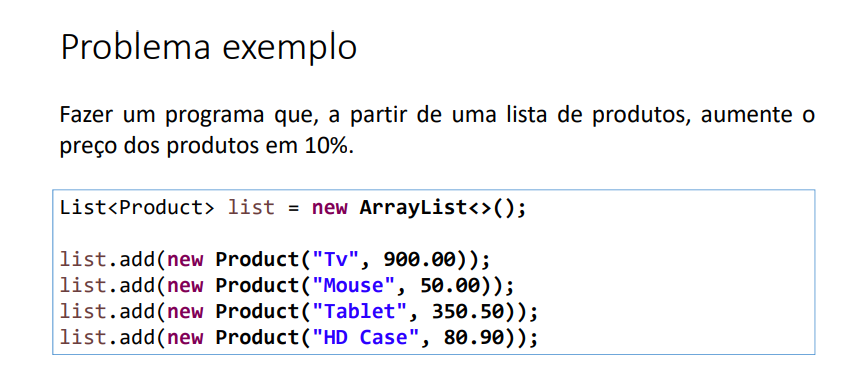 Problema exemplo
Fazer um programa que, a partir de uma lista de produtos, aumente o
preço dos produtos em 10%.
List<Product> list = new ArrayList<>();
list.add(new Product("Tv", 900.00));
list.add(new Product("Mouse", 50.00));
list.add(new Product("Tablet", 350.50));
list.add(new Product("HD Case", 80.90));